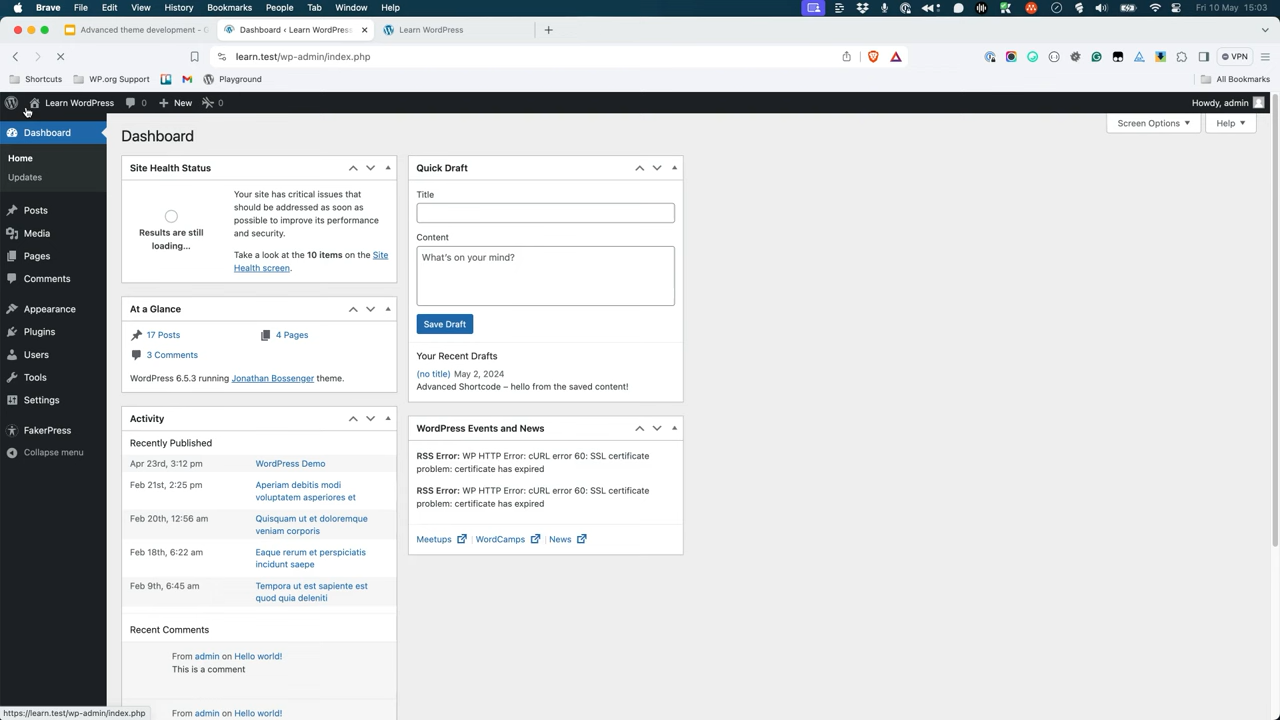 Brave File Edit View History Bookmarks People Tab Window Help Fri 10 May 15:03
Advanced theme development - G Dashboard ‹ Learn WordPress Learn WordPress
learn.test/wp-admin/index.php VPN
Shortcuts WP.org Support Playground All Bookmarks
Learn WordPress 0 New 0 Howdy, admin
Screen Options Help
Dashboard
Home
Updates
Posts
Media
Pages
Comments
Appearance
Plugins
Users
Tools
Settings
FakerPress
Collapse menu
Dashboard
Site Health Status
Results are still
loading...
Your site has critical issues that
should be addressed as soon as
possible to improve its performance
and security.
Take a look at the 10 items on the Site
Health screen.
At a Glance
17 Posts 4 Pages
3 Comments
WordPress 6.5.3 running Jonathan Bossenger theme.
Activity
Recently Published
Apr 23rd, 3:12 pm WordPress Demo
Feb 21st, 2:25 pm Aperiam debitis modi
voluptatem asperiores et
Feb 20th, 12:56 am Quisquam ut et doloremque
veniam corporis
Feb 18th, 6:22 am Eaque rerum et perspiciatis
incidunt saepe
Feb 9th, 6:45 am Tempora ut est sapiente est
quod quia deleniti
Recent Comments
From admin on Hello world!
This is a comment
From admin on Hello world!
Quick Draft
Title
Content
What's on your mind?
Save Draft
Your Recent Drafts
(no title) May 2, 2024
Advanced Shortcode – hello from the saved content!
WordPress Events and News
RSS Error: WP HTTP Error: cURL error 60: SSL certificate
problem: certificate has expired
RSS Error: WP HTTP Error: cURL error 60: SSL certificate
problem: certificate has expired
Meetups WordCamps News
https://learn.test/wp-admin/index.php